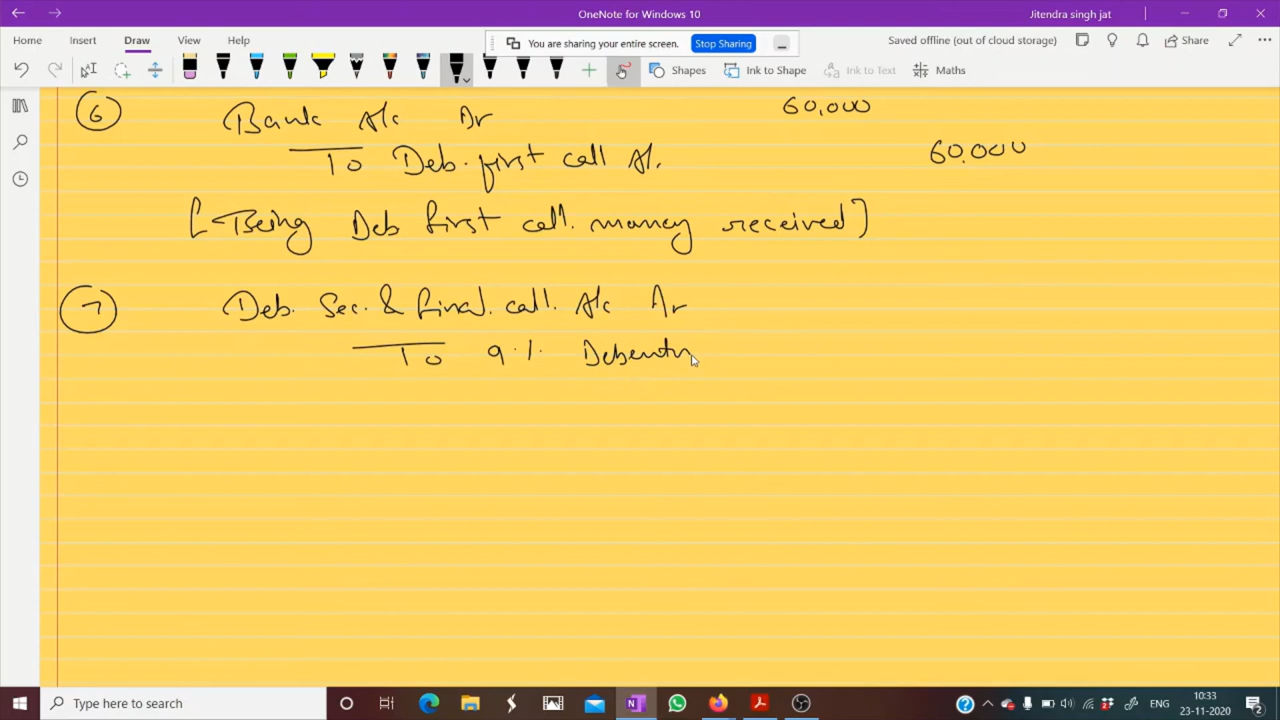 OneNote for Windows 10
Jitendra singh jat
Home Insert Draw View Help
You are sharing your entire screen. Stop Sharing
Saved offline (out of cloud storage)
Share
Shapes
Ink to Shape
Ink to Text
Maths
6 Bank A/c Dr 60,000
To Deb. first call A/. 60,000
[Being Deb first call. money received]
7 Deb. Sec. & final. call. A/c Dr
To 9.%. Debentu
Type here to search
ENG
10:33
23-11-2020
2